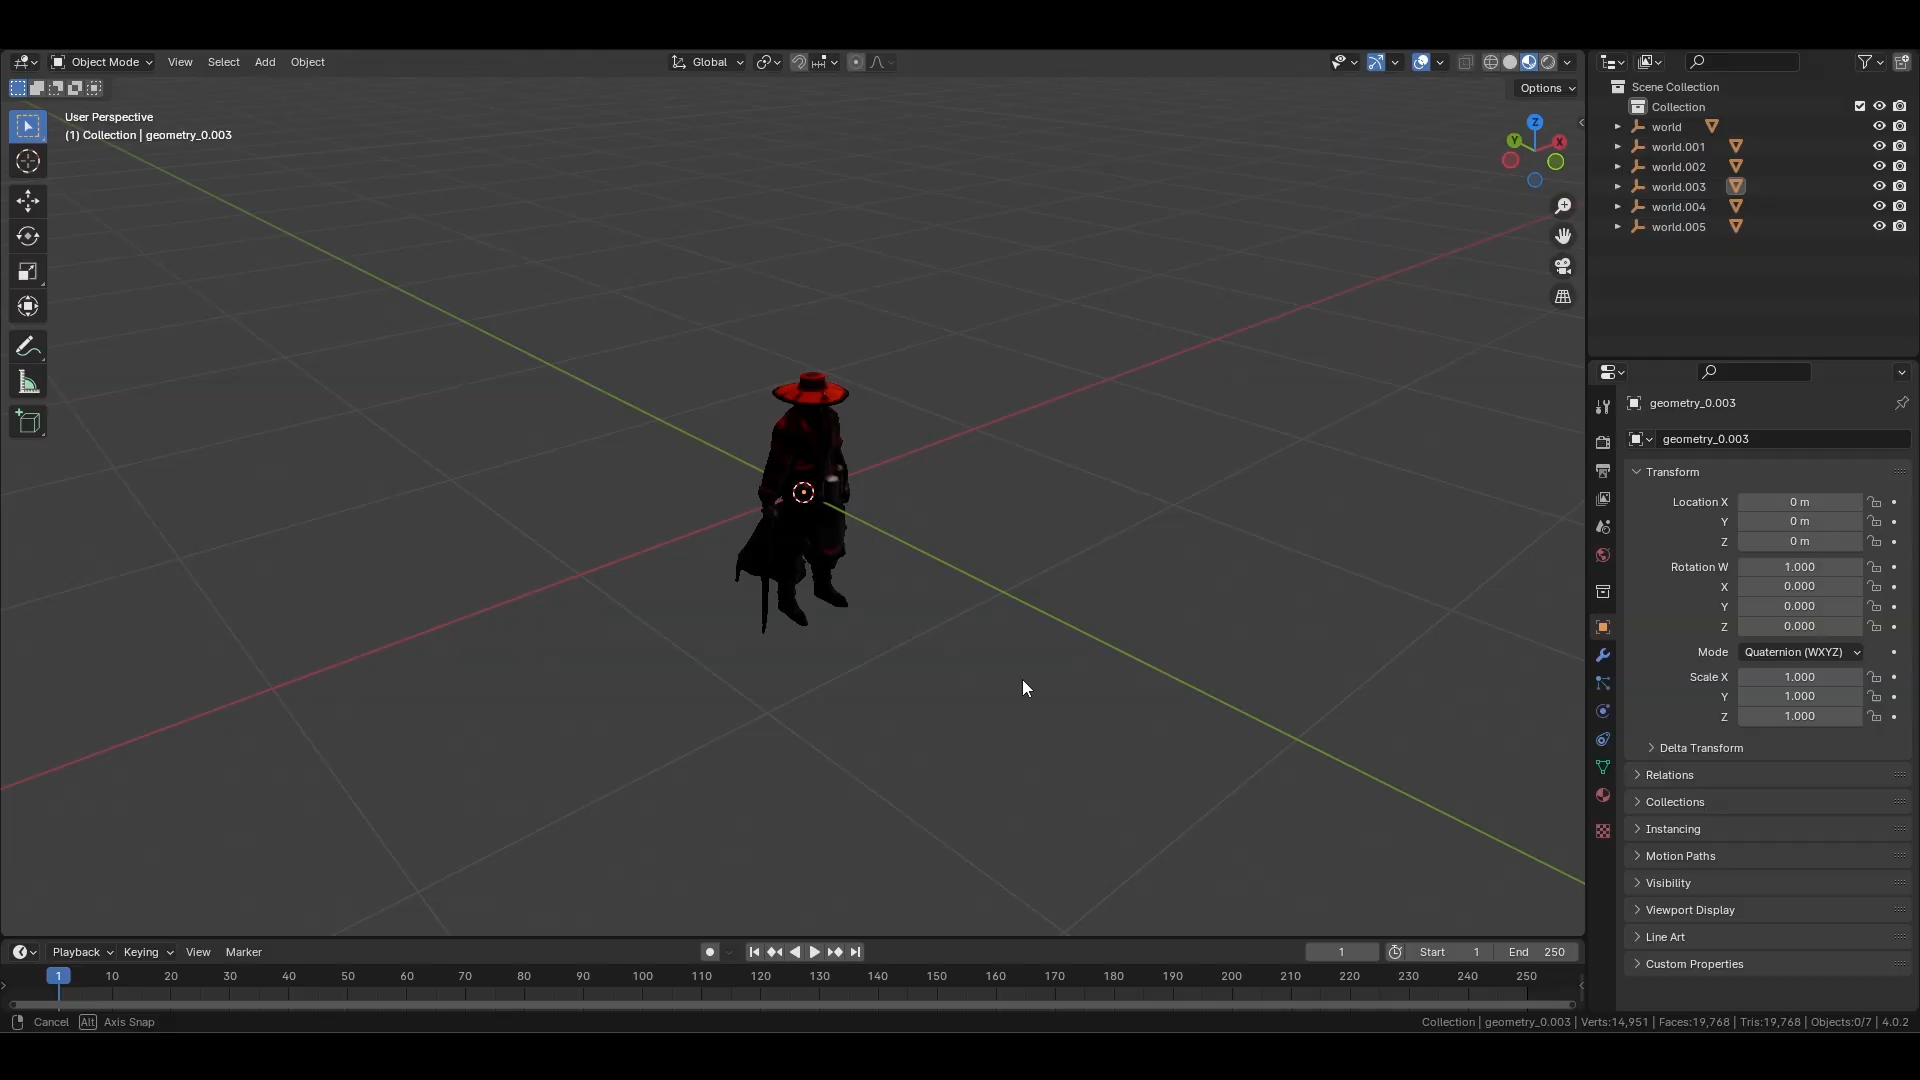 Object Mode View Select Add Object Global
Options
User Perspective
(1) Collection | geometry_0.003
Z
Y X
Scene Collection
Collection
world
world.001
world.002
world.003
world.004
world.005
geometry_0.003
geometry_0.003
Transform
Location X 0 m
Y 0 m
Z 0 m
Rotation W 1.000
X 0.000
Y 0.000
Z 0.000
Mode Quaternion (WXYZ)
Scale X 1.000
Y 1.000
Z 1.000
Delta Transform
Relations
Collections
Instancing
Motion Paths
Visibility
Viewport Display
Line Art
Custom Properties
Playback Keying View Marker 1 Start 1 End 250
1 10 20 30 40 50 60 70 80 90 100 110 120 130 140 150 160 170 180 190 200 210 220 230 240 250
Cancel Alt Axis Snap
Collection | geometry_0.003 | Verts:14,951 | Faces:19,768 | Tris:19,768 | Objects:0/7 | 4.0.2